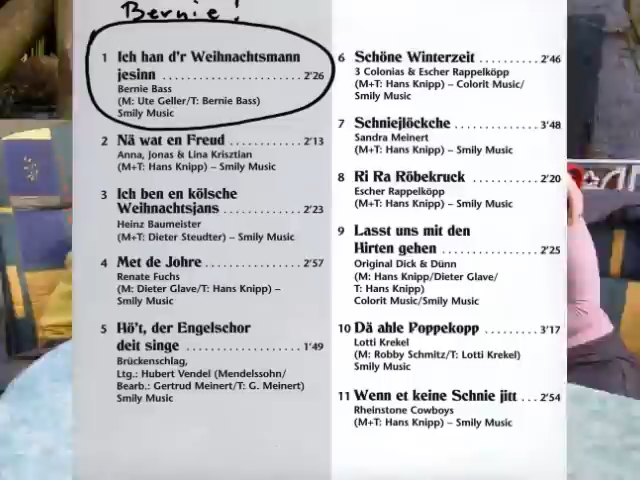 Bernie!
1 Ich han d'r Weihnachtsmann
jesinn ........................ 2'26
Bernie Bass
(M: Ute Geller/T: Bernie Bass)
Smily Music
2 Nä wat en Freud ............ 2'13
Anna, Jonas & Lina Krisztian
(M+T: Hans Knipp) – Smily Music
3 Ich ben en kölsche
Weihnachtsjans ............. 2'23
Heinz Baumeister
(M+T: Dieter Steudter) – Smily Music
4 Met de Johre ................ 2'57
Renate Fuchs
(M: Dieter Glave/T: Hans Knipp) –
Smily Music
5 Hö't, der Engelschor
deit singe .................... 1'49
Brückenschlag,
Ltg.: Hubert Vendel (Mendelssohn/
Bearb.: Gertrud Meinert/T: G. Meinert)
Smily Music
6 Schöne Winterzeit .......... 2'46
3 Colonias & Escher Rappelköpp
(M+T: Hans Knipp) – Colorit Music/
Smily Music
7 Schniejlöckche .............. 3'48
Sandra Meinert
(M+T: Hans Knipp) – Smily Music
8 Ri Ra Röbekruck ........... 2'20
Escher Rappelköpp
(M+T: Hans Knipp) – Smily Music
9 Lasst uns mit den
Hirten gehen ................ 2'25
Original Dick & Dünn
(M: Hans Knipp/Dieter Glave/
T: Hans Knipp)
Colorit Music/Smily Music
10 Dä ahle Poppekopp ........ 3'17
Lotti Krekel
(M: Robby Schmitz/T: Lotti Krekel)
Smily Music
11 Wenn et keine Schnie jitt ... 2'54
Rheinstone Cowboys
(M+T: Hans Knipp) – Smily Music